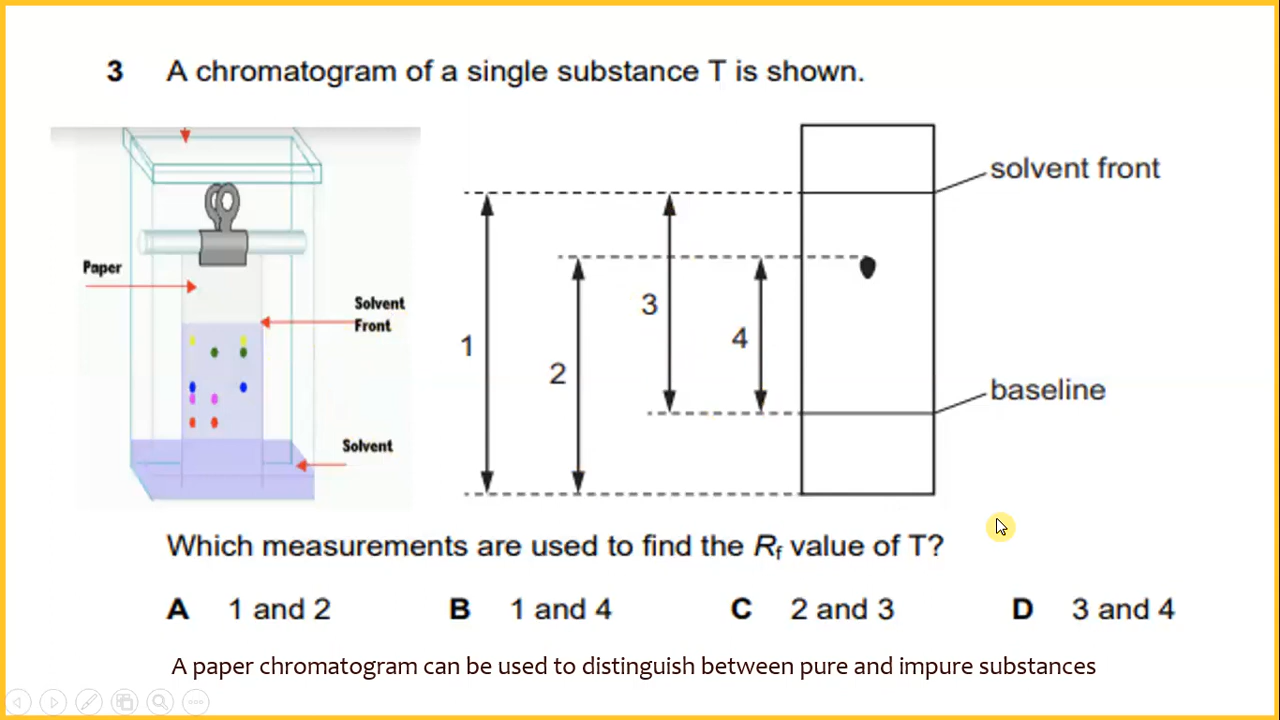 3 A chromatogram of a single substance T is shown.
Paper
Solvent
Front
Solvent
1
2
3
4
solvent front
baseline
Which measurements are used to find the Rf value of T?
A 1 and 2 B 1 and 4 C 2 and 3 D 3 and 4
A paper chromatogram can be used to distinguish between pure and impure substances